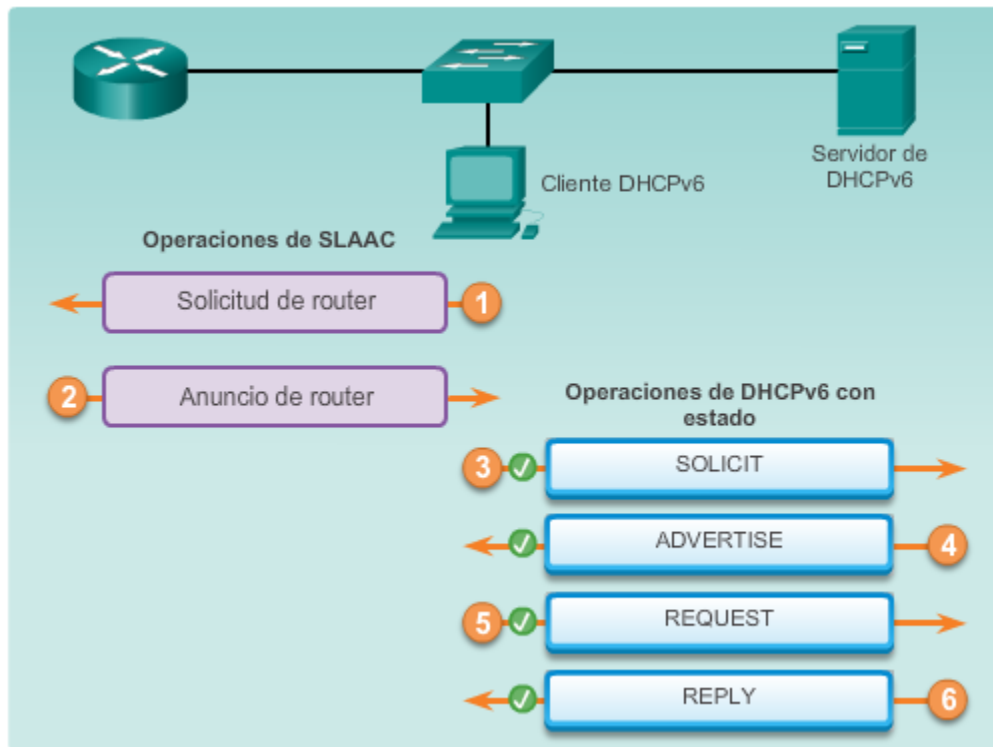 Servidor de
DHCPv6
Cliente DHCPv6
Operaciones de SLAAC
Solicitud de router
1
2
Anuncio de router
Operaciones de DHCPv6 con
estado
3
SOLICIT
ADVERTISE
4
5
REQUEST
REPLY
6